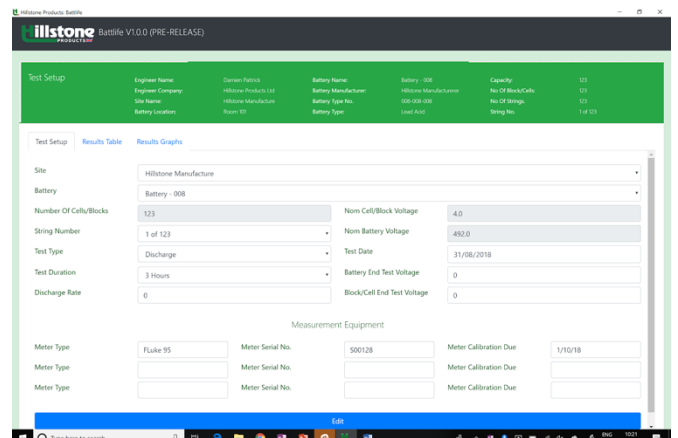 Hillstone Products: Battlife
Hillstone PRODUCTS Battlife V1.0.0 (PRE-RELEASE)
Test Setup
Engineer Name: Damien Patrick Battery Name: Battery - 008 Capacity: 123
Engineer Company: Hillstone Products Ltd Battery Manufacturer: Hillstone Manufacturerer No Of Block/Cells: 123
Site Name: Hillstone Manufacture Battery Type No. 008-008-008 No Of Strings. 123
Battery Location: Room 101 Battery Type: Lead Acid String No. 1 of 123
Test Setup Results Table Results Graphs
Site Hillstone Manufacture
Battery Battery - 008
Number Of Cells/Blocks 123 Nom Cell/Block Voltage 4.0
String Number 1 of 123 Nom Battery Voltage 492.0
Test Type Discharge Test Date 31/08/2018
Test Duration 3 Hours Battery End Test Voltage 0
Discharge Rate 0 Block/Cell End Test Voltage 0
Measurement Equipment
Meter Type FLuke 95 Meter Serial No. S00128 Meter Calibration Due 1/10/18
Meter Type Meter Serial No. Meter Calibration Due
Meter Type Meter Serial No. Meter Calibration Due
Edit
Type here to search ENG 10:21